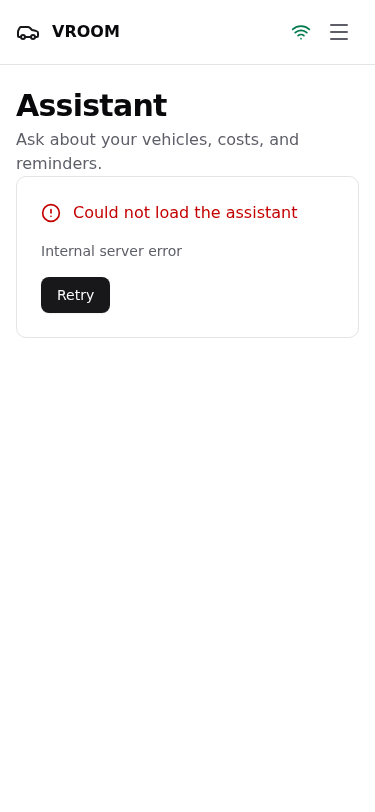 VROOM
Assistant
Ask about your vehicles, costs, and
reminders.
Could not load the assistant
Internal server error
Retry